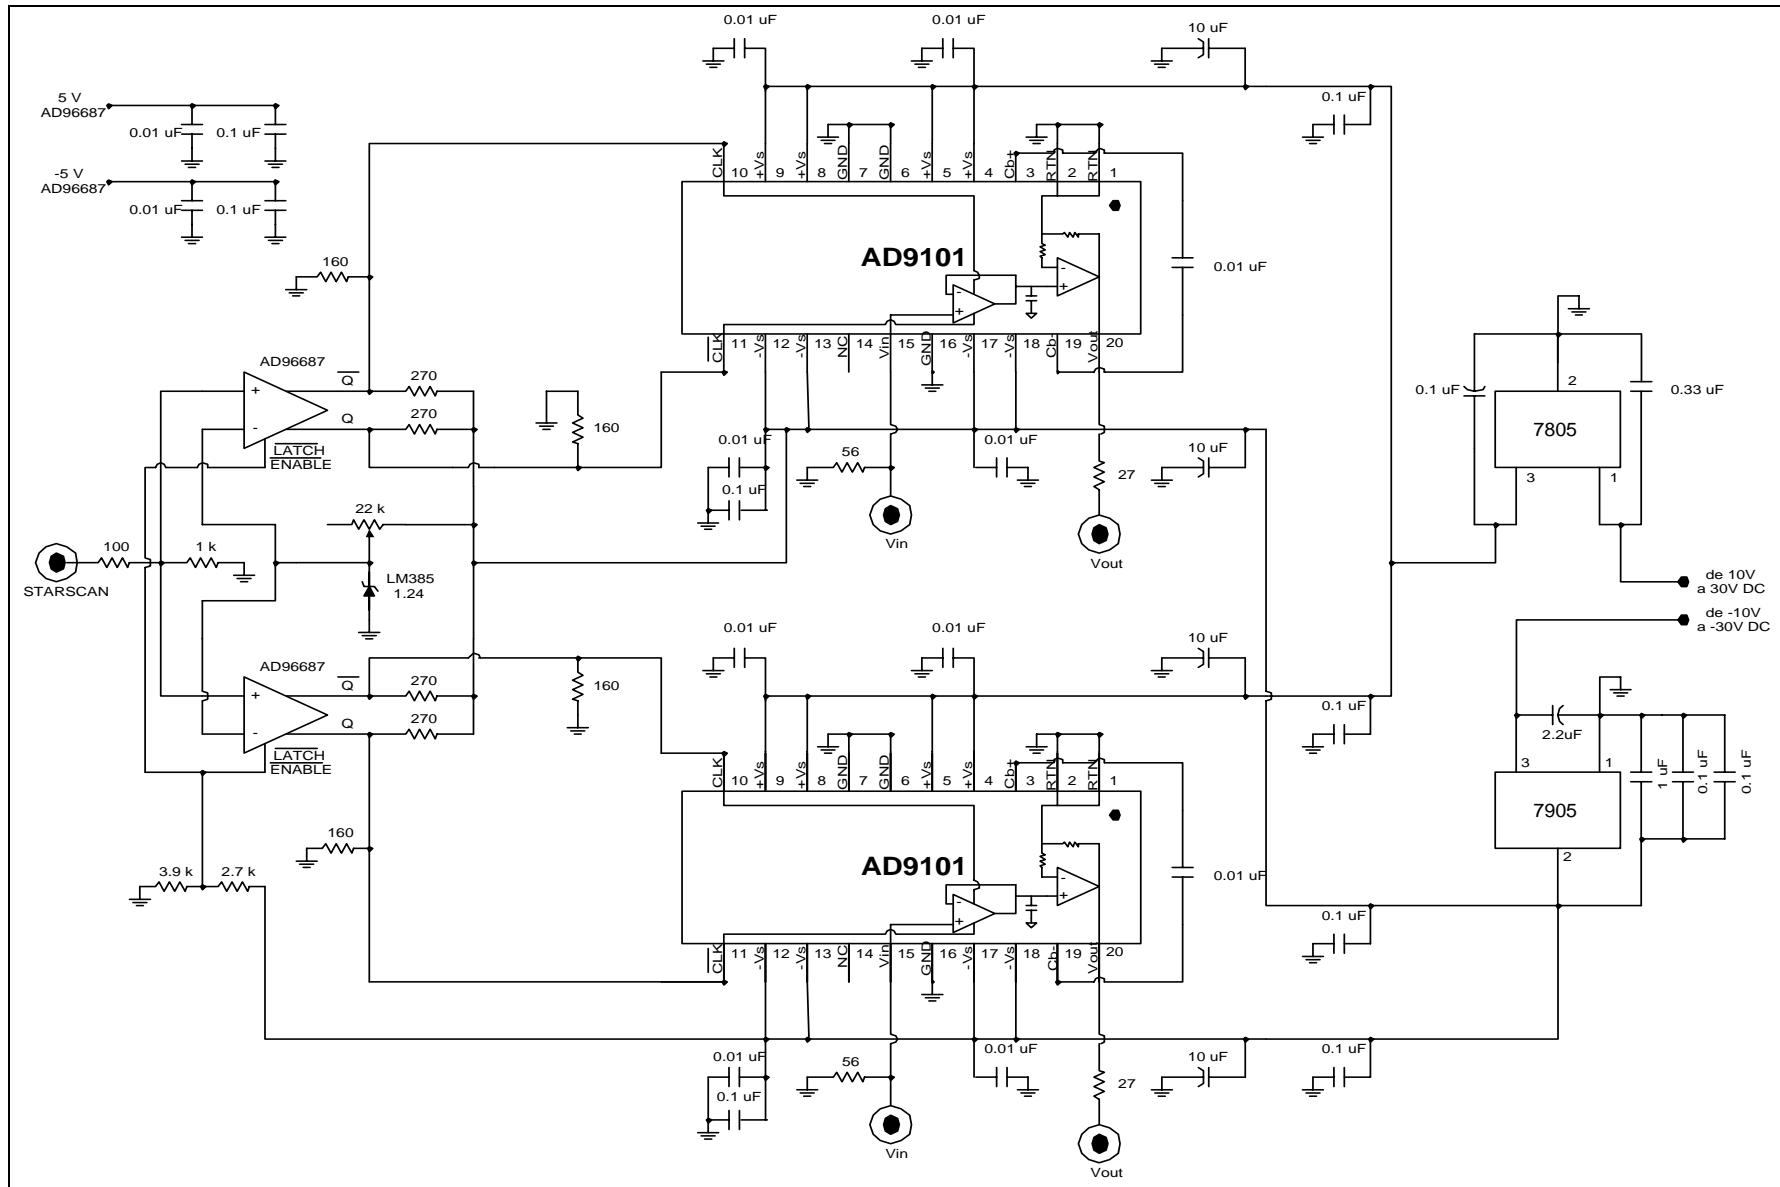 0.01 uF
0.01 uF
10 uF
5 V
AD96687
0.01 uF
0.1 uF
0.1 uF
-5 V
AD96687
0.01 uF
0.1 uF
CLK
+Vs
+Vs
GND
GND
+Vs
+Vs
Cb+
RTN
RTN
10 9 8 7 6 5 4 3 2 1
AD9101
-
+
-
+
0.01 uF
160
11 12 13 14 15 16 17 18 19 20
CLK
-Vs
-Vs
NC
Vin
GND
-Vs
-Vs
Cb-
Vout
AD96687
+
-
Q
Q
270
270
LATCH
ENABLE
160
0.01 uF
0.1 uF
56
Vin
0.01 uF
27
Vout
10 uF
0.1 uF
2
0.33 uF
7805
3
1
de 10V
a 30V DC
de -10V
a -30V DC
STARSCAN
100
1 k
22 k
LM385
1.24
AD96687
+
-
Q
Q
270
270
LATCH
ENABLE
160
160
3.9 k
2.7 k
0.01 uF
0.01 uF
10 uF
0.1 uF
CLK
+Vs
+Vs
GND
GND
+Vs
+Vs
Cb+
RTN
RTN
10 9 8 7 6 5 4 3 2 1
AD9101
-
+
-
+
0.01 uF
11 12 13 14 15 16 17 18 19 20
CLK
-Vs
-Vs
NC
Vin
GND
-Vs
-Vs
Cb-
Vout
2.2uF
3
1
7905
2
1 uF
0.1 uF
0.1 uF
0.1 uF
0.01 uF
0.1 uF
56
Vin
0.01 uF
27
Vout
10 uF
0.1 uF